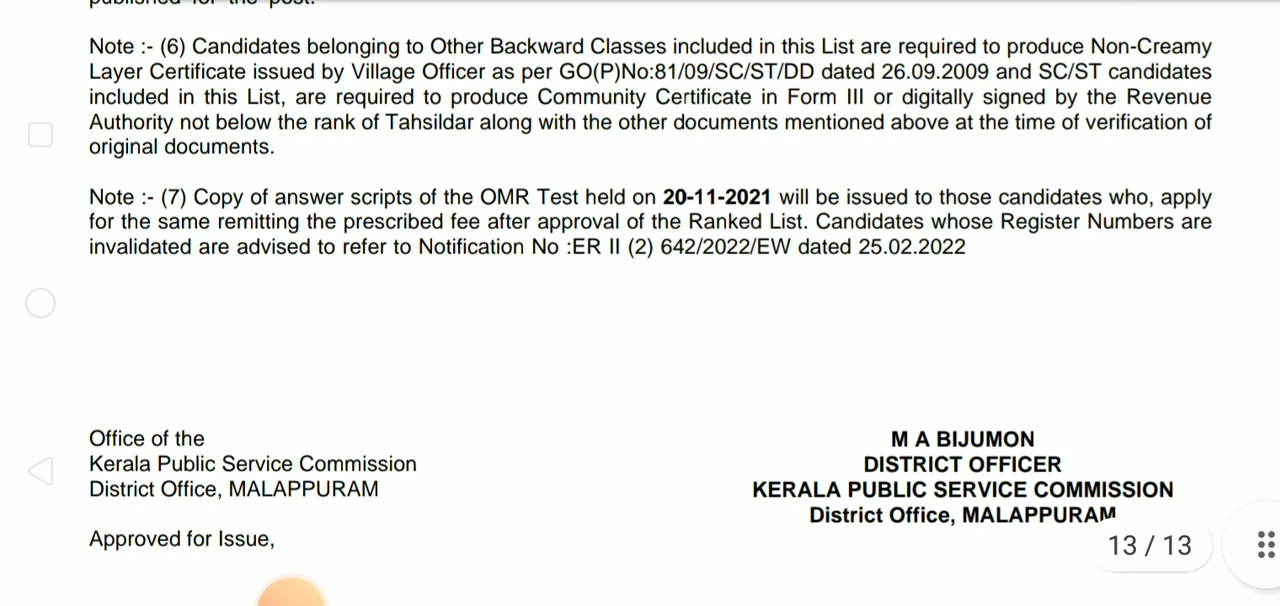 published for the post.
Note :- (6) Candidates belonging to Other Backward Classes included in this List are required to produce Non-Creamy
Layer Certificate issued by Village Officer as per GO(P)No:81/09/SC/ST/DD dated 26.09.2009 and SC/ST candidates
included in this List, are required to produce Community Certificate in Form III or digitally signed by the Revenue
Authority not below the rank of Tahsildar along with the other documents mentioned above at the time of verification of
original documents.
Note :- (7) Copy of answer scripts of the OMR Test held on 20-11-2021 will be issued to those candidates who, apply
for the same remitting the prescribed fee after approval of the Ranked List. Candidates whose Register Numbers are
invalidated are advised to refer to Notification No :ER II (2) 642/2022/EW dated 25.02.2022
Office of the
Kerala Public Service Commission
District Office, MALAPPURAM
Approved for Issue,
M A BIJUMON
DISTRICT OFFICER
KERALA PUBLIC SERVICE COMMISSION
District Office, MALAPPURAM
13 / 13